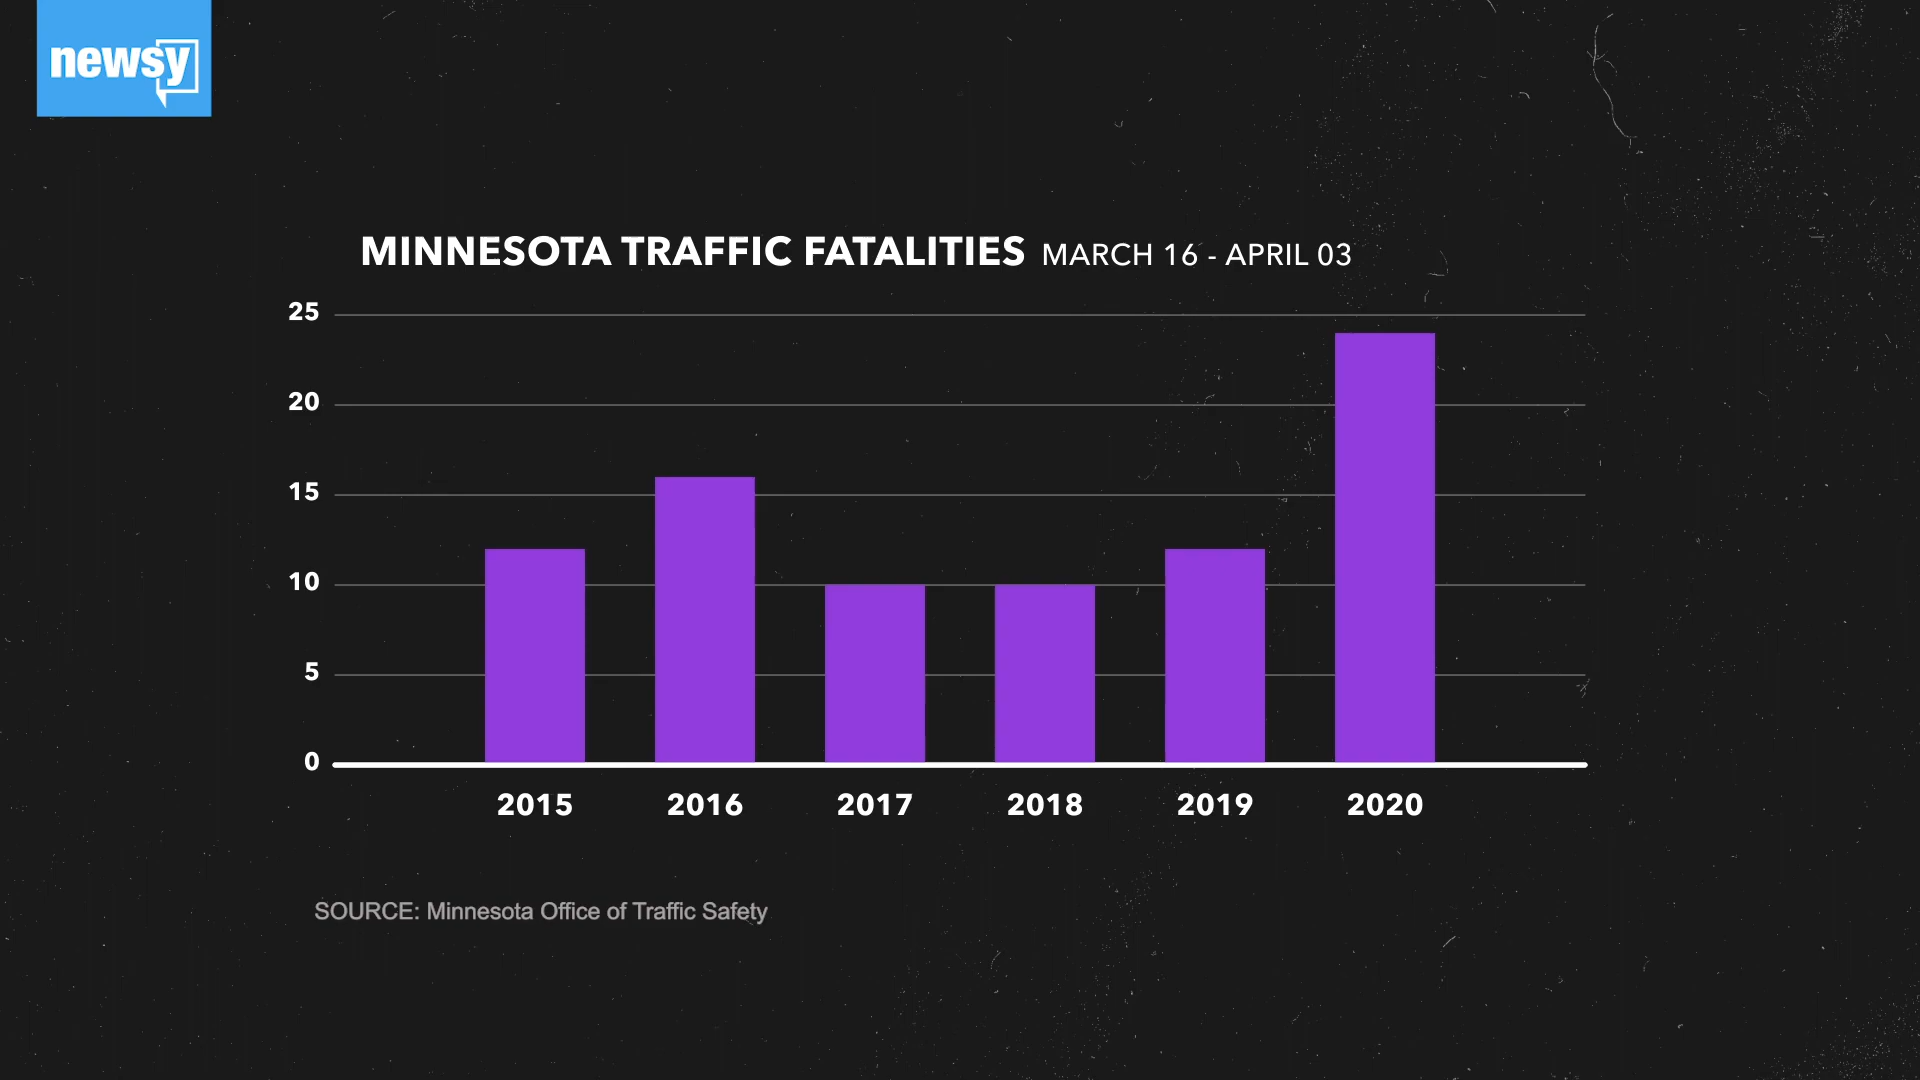 newsy
MINNESOTA TRAFFIC FATALITIES MARCH 16 - APRIL 03
25
20
15
10
5
0
2015 2016 2017 2018 2019 2020
SOURCE: Minnesota Office of Traffic Safety